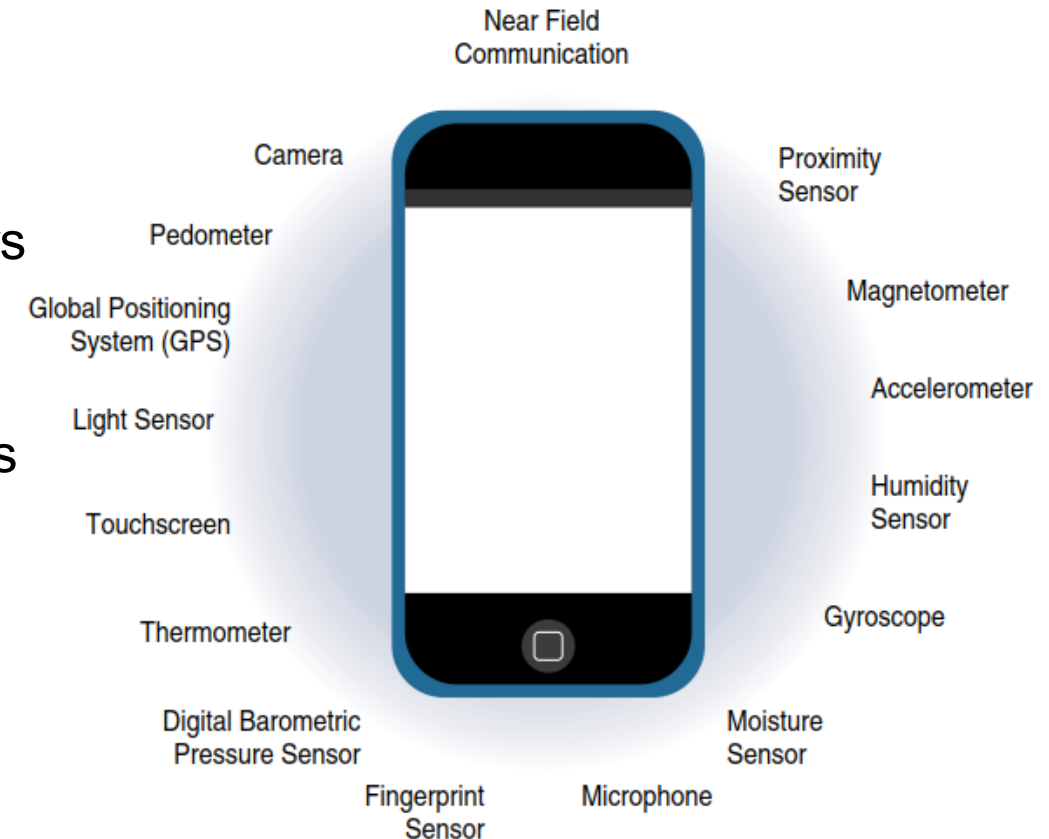 Near Field
Communication
Camera
Proximity
Sensor
Pedometer
s
Global Positioning
System (GPS)
Magnetometer
Accelerometer
Light Sensor
s
Humidity
Sensor
Touchscreen
Gyroscope
Thermometer
Digital Barometric
Pressure Sensor
Moisture
Sensor
Fingerprint
Sensor
Microphone